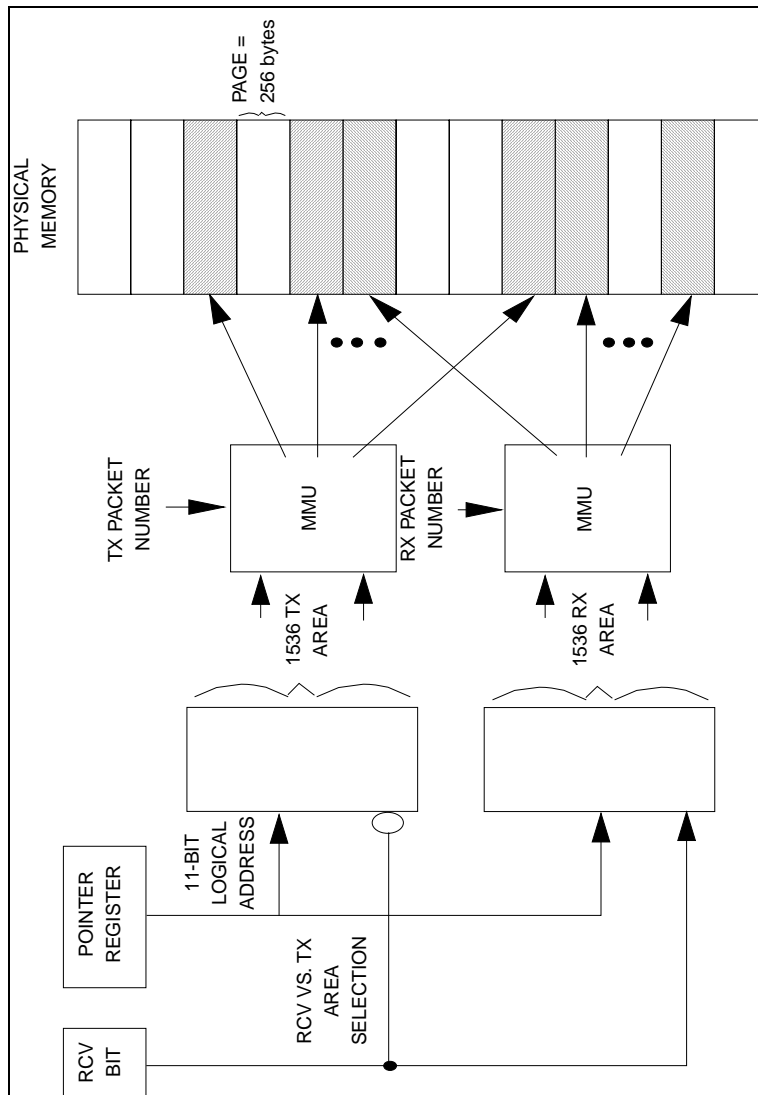 PHYSICAL
MEMORY
PAGE =
256 bytes
TX PACKET
NUMBER
MMU
RX PACKET
NUMBER
MMU
1536 TX
AREA
1536 RX
AREA
11-BIT
LOGICAL
ADDRESS
POINTER
REGISTER
RCV VS. TX
AREA
SELECTION
RCV
BIT